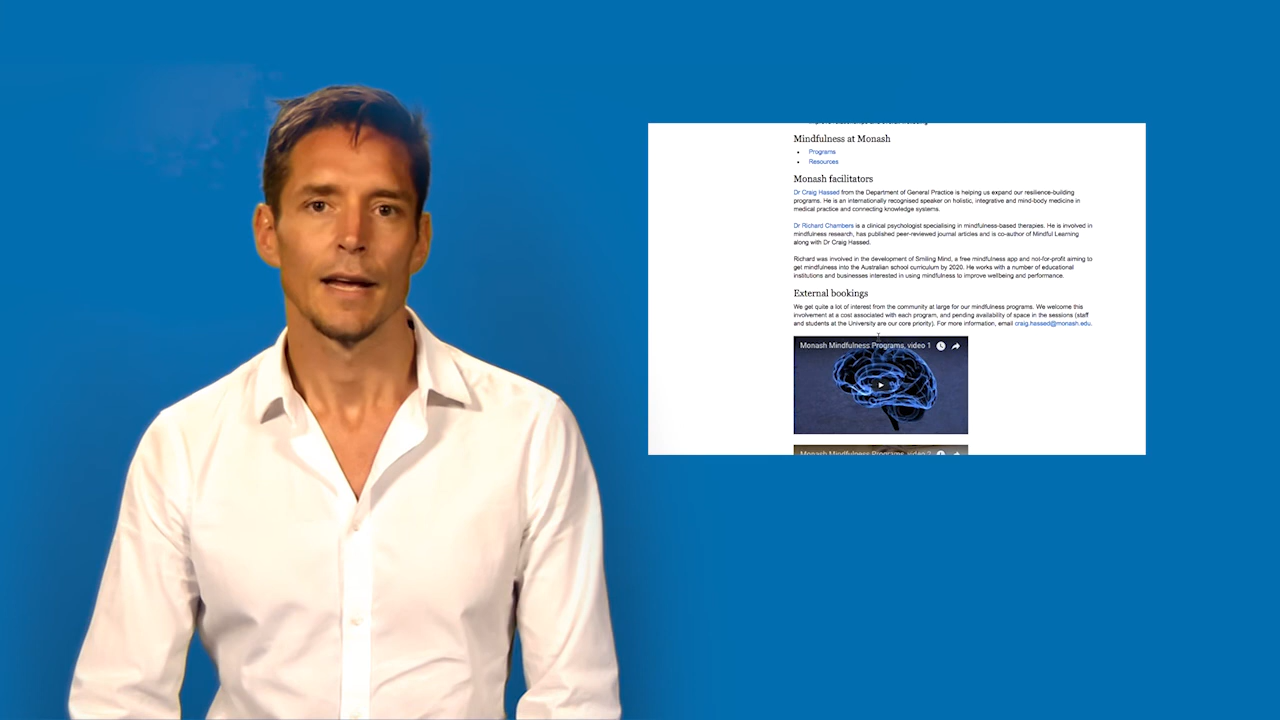 Mindfulness at Monash
• Programs
• Resources
Monash facilitators
Dr Craig Hassed from the Department of General Practice is helping us expand our resilience-building
programs. He is an internationally recognised speaker on holistic, integrative and mind-body medicine in
medical practice and connecting knowledge systems.
Dr Richard Chambers is a clinical psychologist specialising in mindfulness-based therapies. He is involved in
mindfulness research, has published peer-reviewed journal articles and is co-author of Mindful Learning
along with Dr Craig Hassed.
Richard was involved in the development of Smiling Mind, a free mindfulness app and not-for-profit aiming to
get mindfulness into the Australian school curriculum by 2020. He works with a number of educational
institutions and businesses interested in using mindfulness to improve wellbeing and performance.
External bookings
We get quite a lot of interest from the community at large for our mindfulness programs. We welcome this
involvement at a cost associated with each program, and pending availability of space in the sessions (staff
and students at the University are our core priority). For more information, email craig.hassed@monash.edu.
Monash Mindfulness Programs, video 1
Monash Mindfulness Programs, video 2